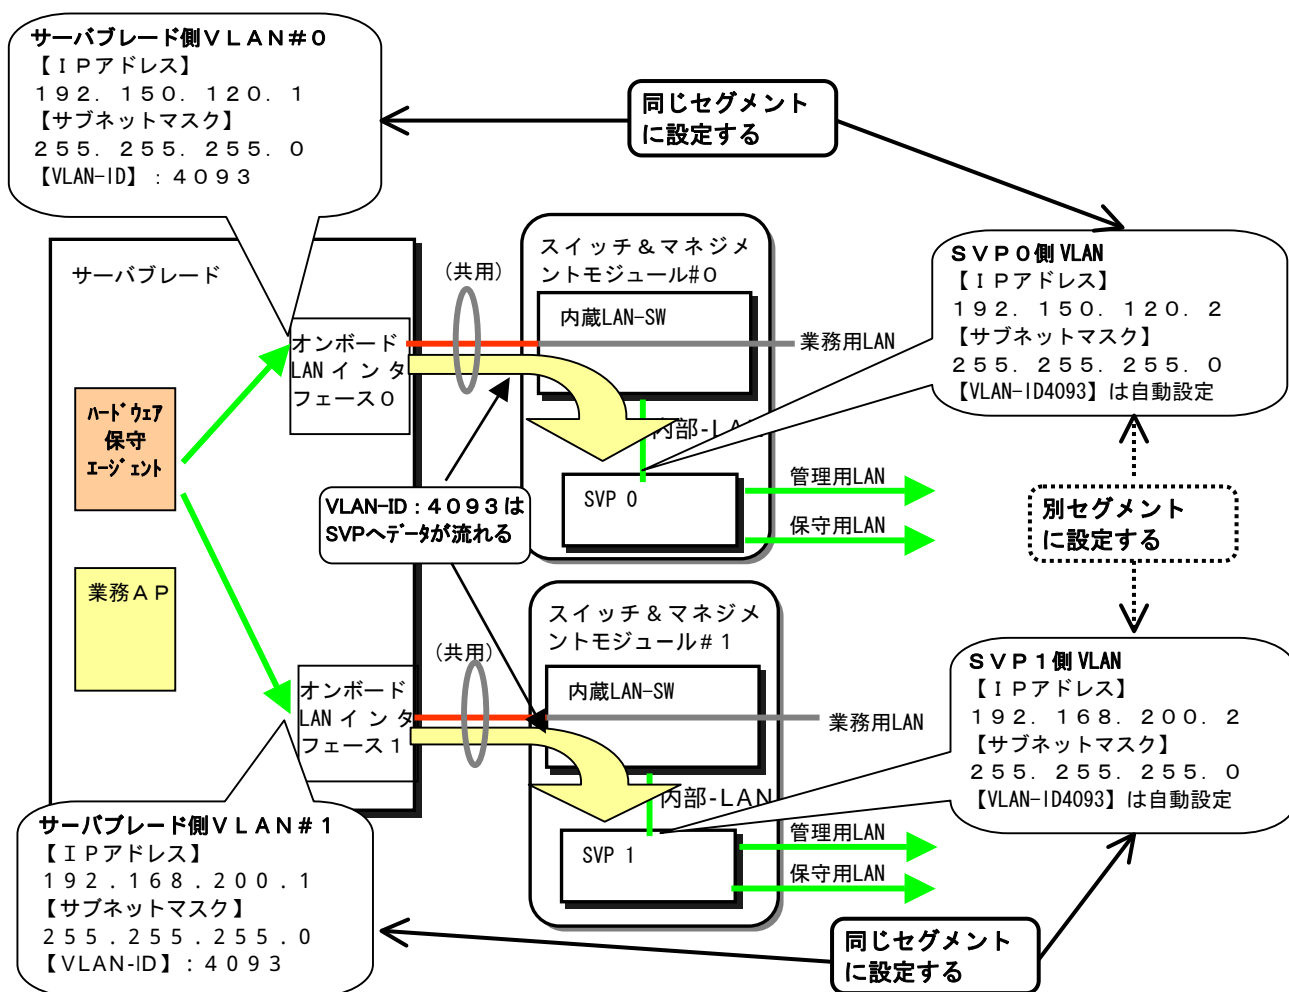 サーバブレード側ＶＬＡＮ＃０
【ＩＰアドレス】
１９２．１５０．１２０．１
【サブネットマスク】
２５５．２５５．２５５．０
【VLAN-ID】：４０９３
同じセグメント
に設定する
サーバブレード
(共用)
スイッチ＆マネジメ
ントモジュール#０
内蔵LAN-SW
業務用LAN
オンボード
LAN インタ
フェース０
ﾊｰﾄﾞｳｪｱ
保守
ｴｰｼﾞｪﾝﾄ
内部-LAN
SVP 0
管理用LAN
保守用LAN
ＳＶＰ０側 VLAN
【ＩＰアドレス】
１９２．１５０．１２０．２
【サブネットマスク】
２５５．２５５．２５５．０
【VLAN-ID4093】は自動設定
VLAN-ID：４０９３は
SVPへﾃﾞｰﾀが流れる
別セグメント
に設定する
業務ＡＰ
スイッチ＆マネジメ
ントモジュール＃１
(共用)
内蔵LAN-SW
業務用LAN
オンボード
LAN インタ
フェース１
内部-LAN
SVP 1
管理用LAN
保守用LAN
ＳＶＰ１側 VLAN
【ＩＰアドレス】
１９２．１６８．２００．２
【サブネットマスク】
２５５．２５５．２５５．０
【VLAN-ID4093】は自動設定
サーバブレード側ＶＬＡＮ＃１
【ＩＰアドレス】
１９２．１６８．２００．１
【サブネットマスク】
２５５．２５５．２５５．０
【VLAN-ID】：４０９３
同じセグメント
に設定する